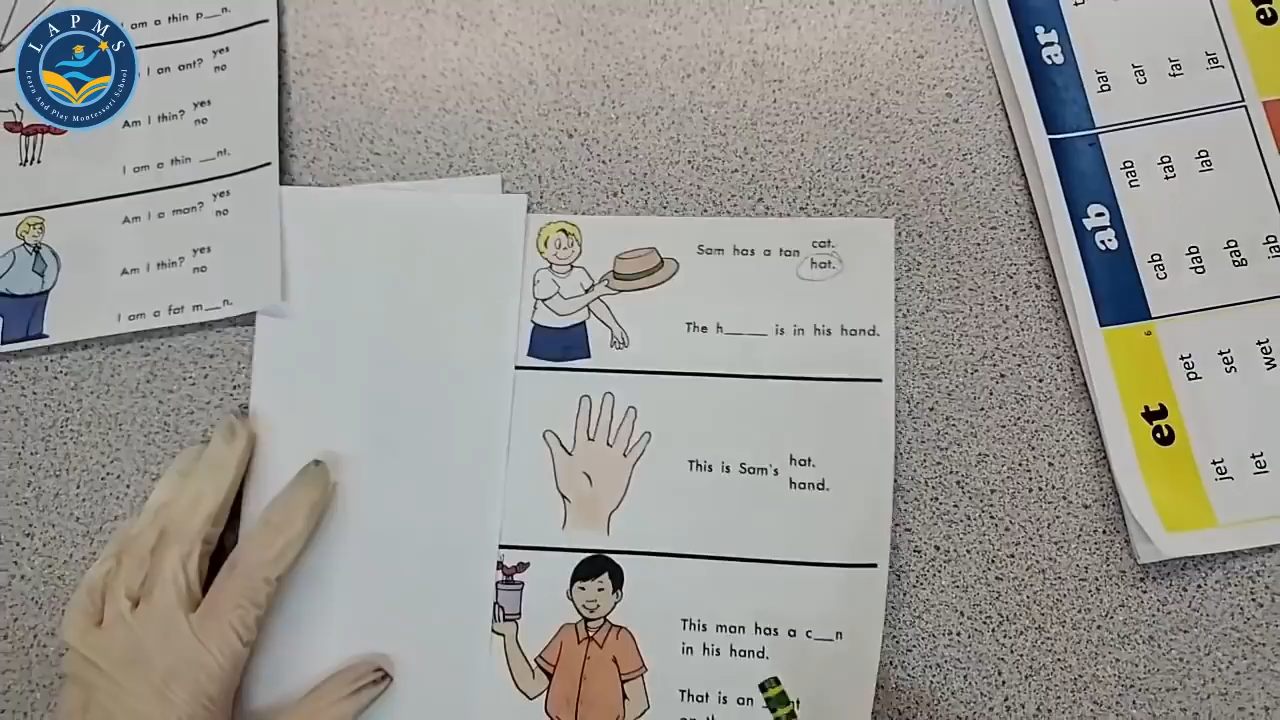 LAPMS
Learn And Play Montessori School
I am a thin p__n.
I an ant? yes
no
Am I thin? yes
no
I am a thin __nt.
Am I a man? yes
no
Am I thin? yes
no
I am a fat m__n.
Sam has a tan cat.
hat.
The h____ is in his hand.
This is Sam's hat.
hand.
This man has a c__n
in his hand.
That is an
ar
bar
car
far
jar
ab
nab
tab
lab
cab
dab
gab
jab
et
6
pet
set
wet
jet
let